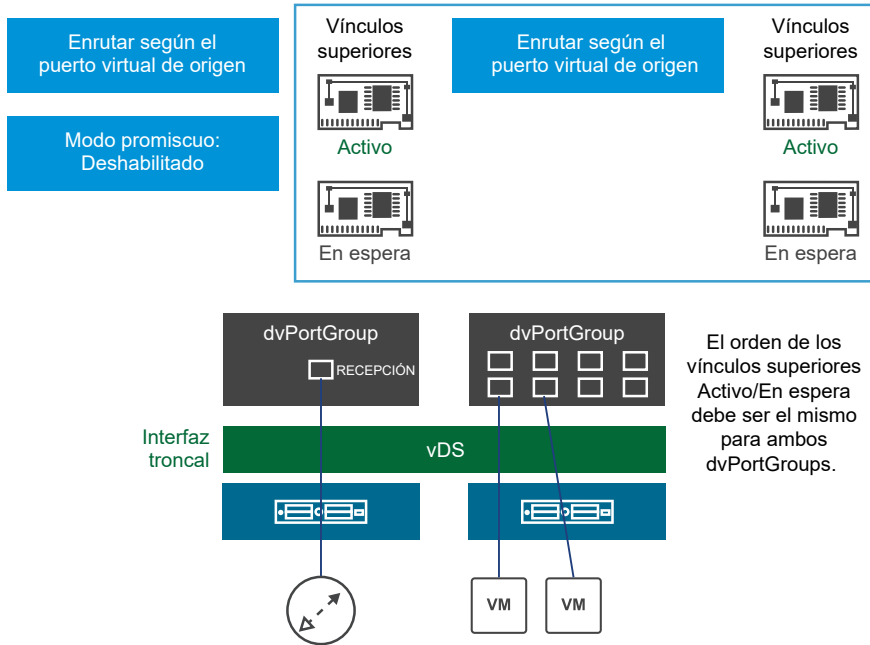 Enrutar según el
puerto virtual de origen
Modo promiscuo:
Deshabilitado
Vínculos
superiores
Activo
En espera
Enrutar según el
puerto virtual de origen
Vínculos
superiores
Activo
En espera
dvPortGroup
RECEPCIÓN
dvPortGroup
El orden de los
vínculos superiores
Activo/En espera
debe ser el mismo
para ambos
dvPortGroups.
Interfaz
troncal
vDS
VM
VM